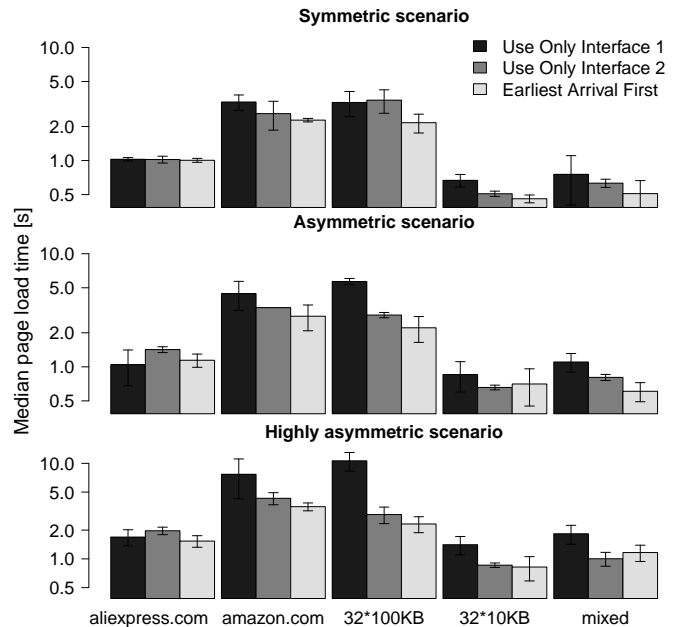 Symmetric scenario
Use Only Interface 1
Use Only Interface 2
Earliest Arrival First
10.0
5.0
2.0
1.0
0.5
Asymmetric scenario
Median page load time [s]
10.0
5.0
2.0
1.0
0.5
Highly asymmetric scenario
10.0
5.0
2.0
1.0
0.5
aliexpress.com amazon.com 32*100KB 32*10KB mixed